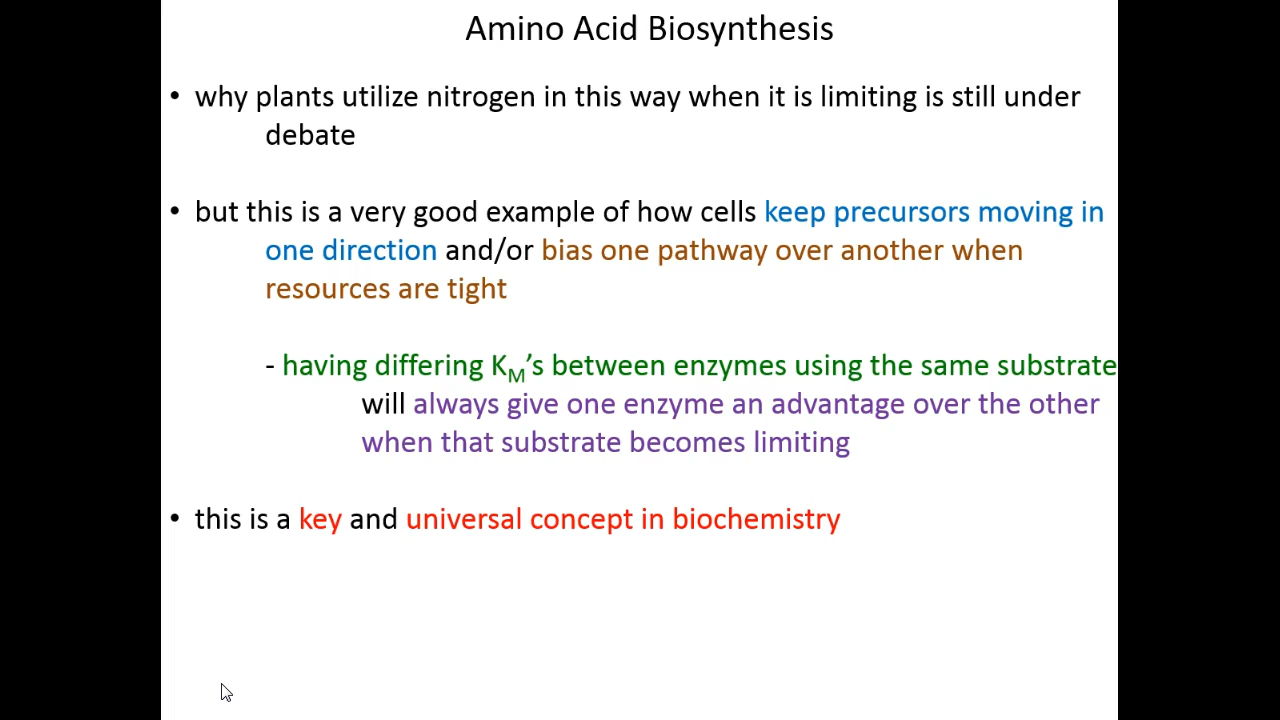 Amino Acid Biosynthesis
• why plants utilize nitrogen in this way when it is limiting is still under
debate
• but this is a very good example of how cells keep precursors moving in
one direction and/or bias one pathway over another when
resources are tight
- having differing KM's between enzymes using the same substrate
will always give one enzyme an advantage over the other
when that substrate becomes limiting
• this is a key and universal concept in biochemistry